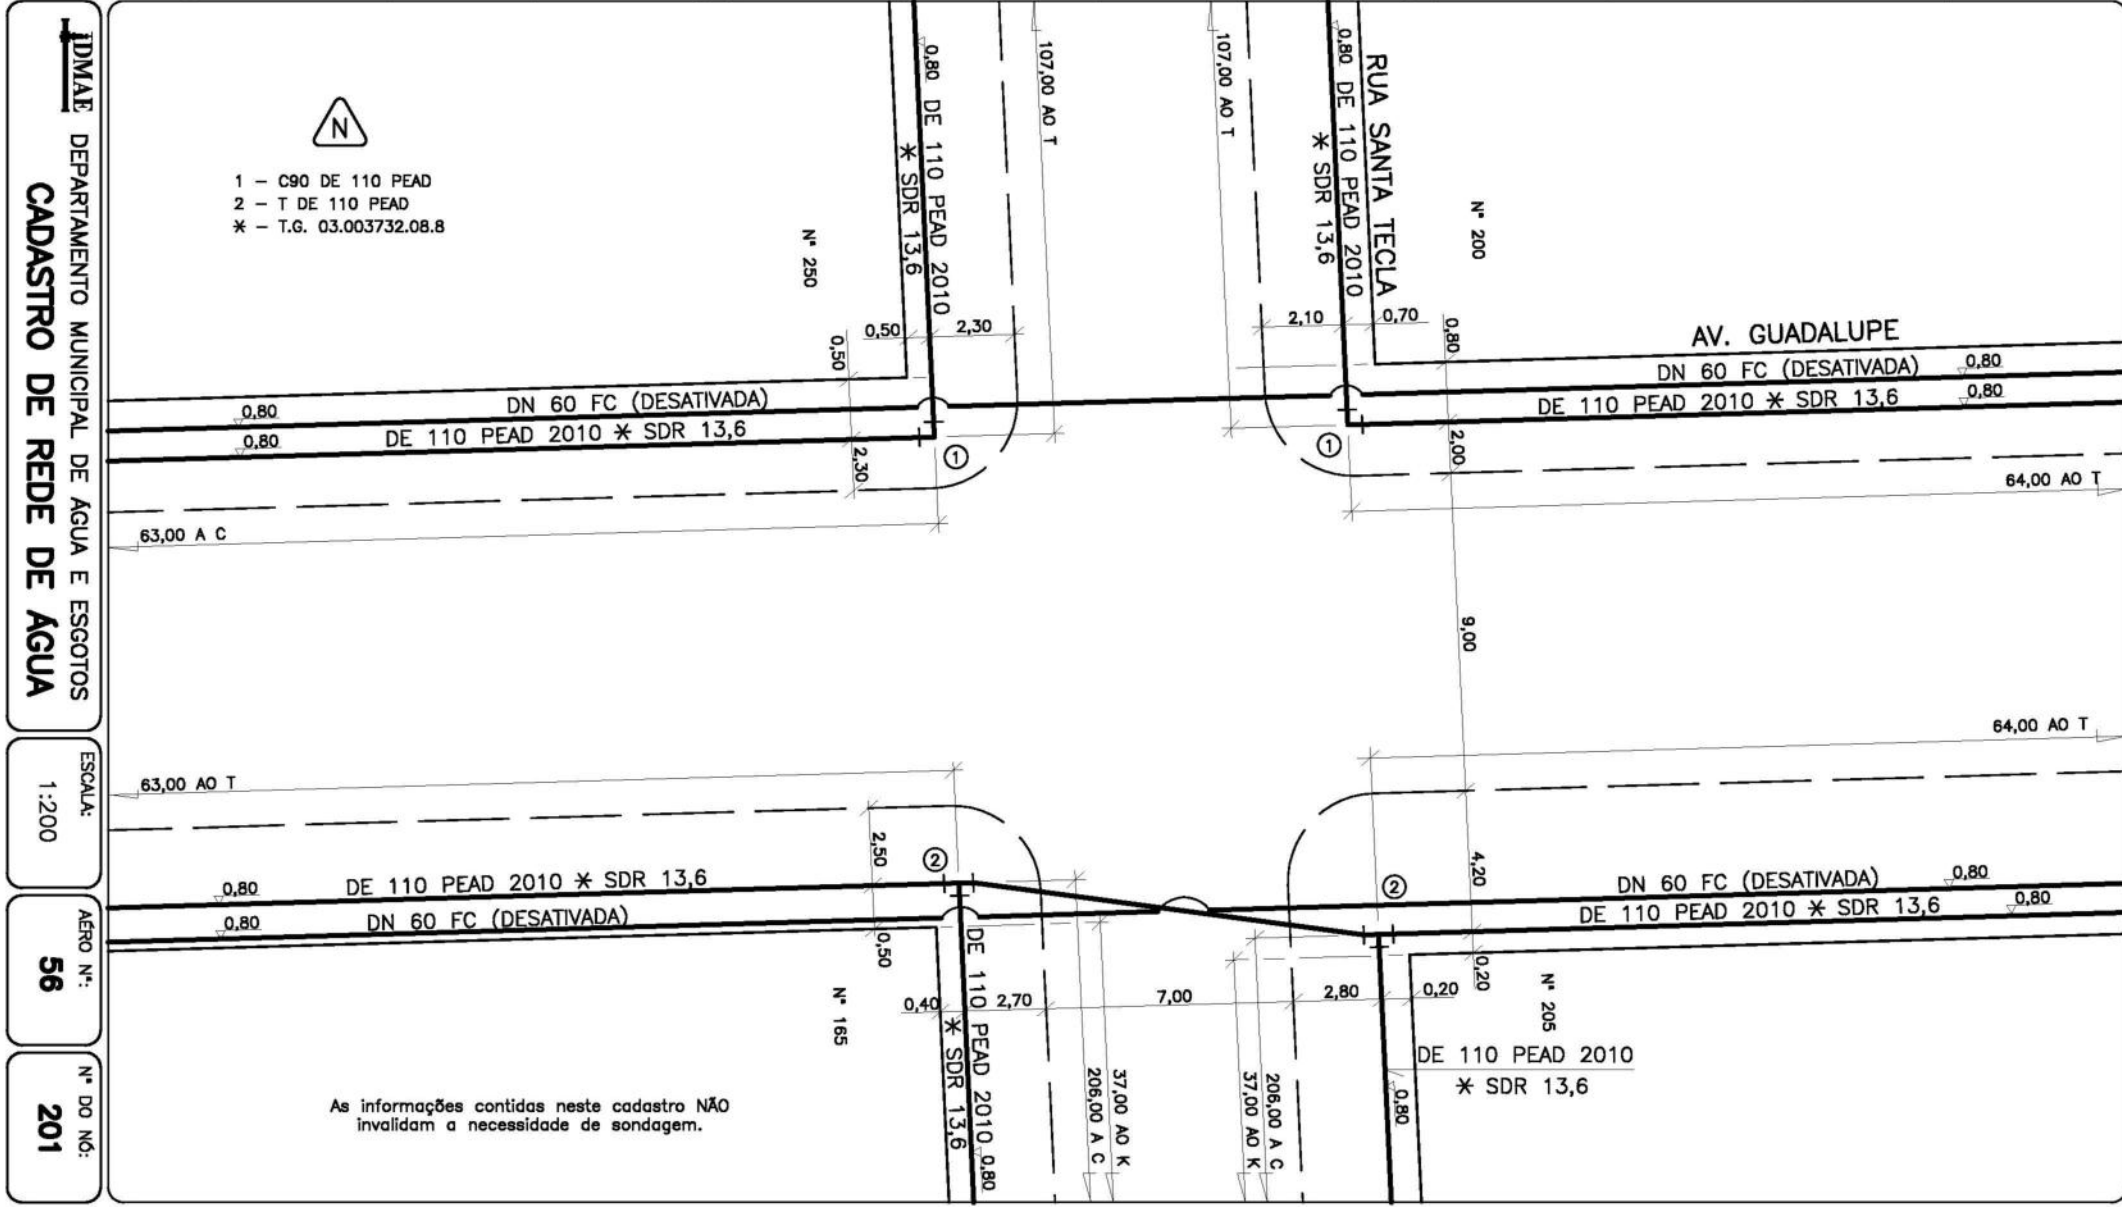 DMAE
DEPARTAMENTO MUNICIPAL DE ÁGUA E ESGOTOS
CADASTRO DE REDE DE ÁGUA
ESCALA:
1:200
AÉRO N°:
56
N° DO NÓ:
201
N
1 – C90 DE 110 PEAD
2 – T DE 110 PEAD
* – T.G. 03.003732.08.8
N° 250
0,80 DE 110 PEAD 2010
* SDR 13,6
107,00 AO T
107,00 AO T
0,80 DE 110 PEAD 2010
* SDR 13,6
RUA SANTA TECLA
N° 200
0,50
0,50
2,30
2,10
0,70
0,80
AV. GUADALUPE
DN 60 FC (DESATIVADA)
0,80
DE 110 PEAD 2010 * SDR 13,6
0,80
0,80
DN 60 FC (DESATIVADA)
0,80
DE 110 PEAD 2010 * SDR 13,6
2,30
1
1
2,00
64,00 AO T
63,00 A C
9,00
64,00 AO T
63,00 AO T
2,50
2
4,20
2
0,80
DE 110 PEAD 2010 * SDR 13,6
0,80
DN 60 FC (DESATIVADA)
0,50
DN 60 FC (DESATIVADA)
0,80
DE 110 PEAD 2010 * SDR 13,6
0,80
0,20
N° 165
0,40
2,70
7,00
2,80
0,20
N° 205
DE 110 PEAD 2010
* SDR 13,6
0,80
DE 110 PEAD 2010 0,80
* SDR 13,6
206,00 A C
37,00 AO K
37,00 AO K
206,00 A C
As informações contidas neste cadastro NÃO
invalidam a necessidade de sondagem.